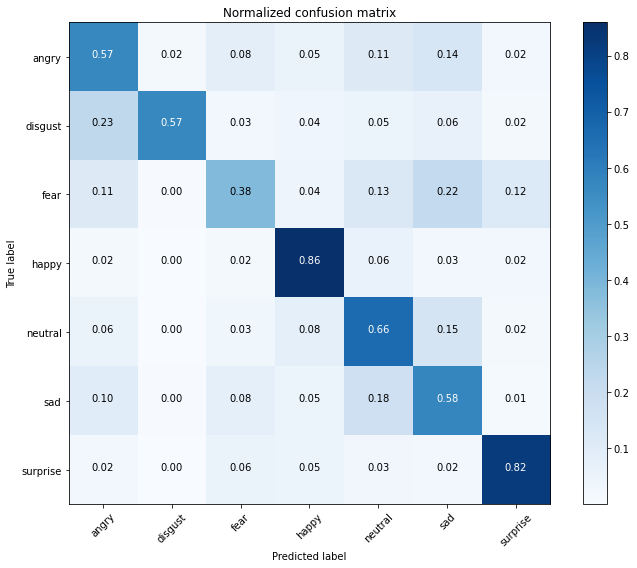 Normalized confusion matrix
angry 0.57 0.02 0.08 0.05 0.11 0.14 0.02
disgust 0.23 0.57 0.03 0.04 0.05 0.06 0.02
fear 0.11 0.00 0.38 0.04 0.13 0.22 0.12
happy 0.02 0.00 0.02 0.86 0.06 0.03 0.02
neutral 0.06 0.00 0.03 0.08 0.66 0.15 0.02
sad 0.10 0.00 0.08 0.05 0.18 0.58 0.01
surprise 0.02 0.00 0.06 0.05 0.03 0.02 0.82
angry disgust fear happy neutral sad surprise
Predicted label
True label
0.8
0.7
0.6
0.5
0.4
0.3
0.2
0.1